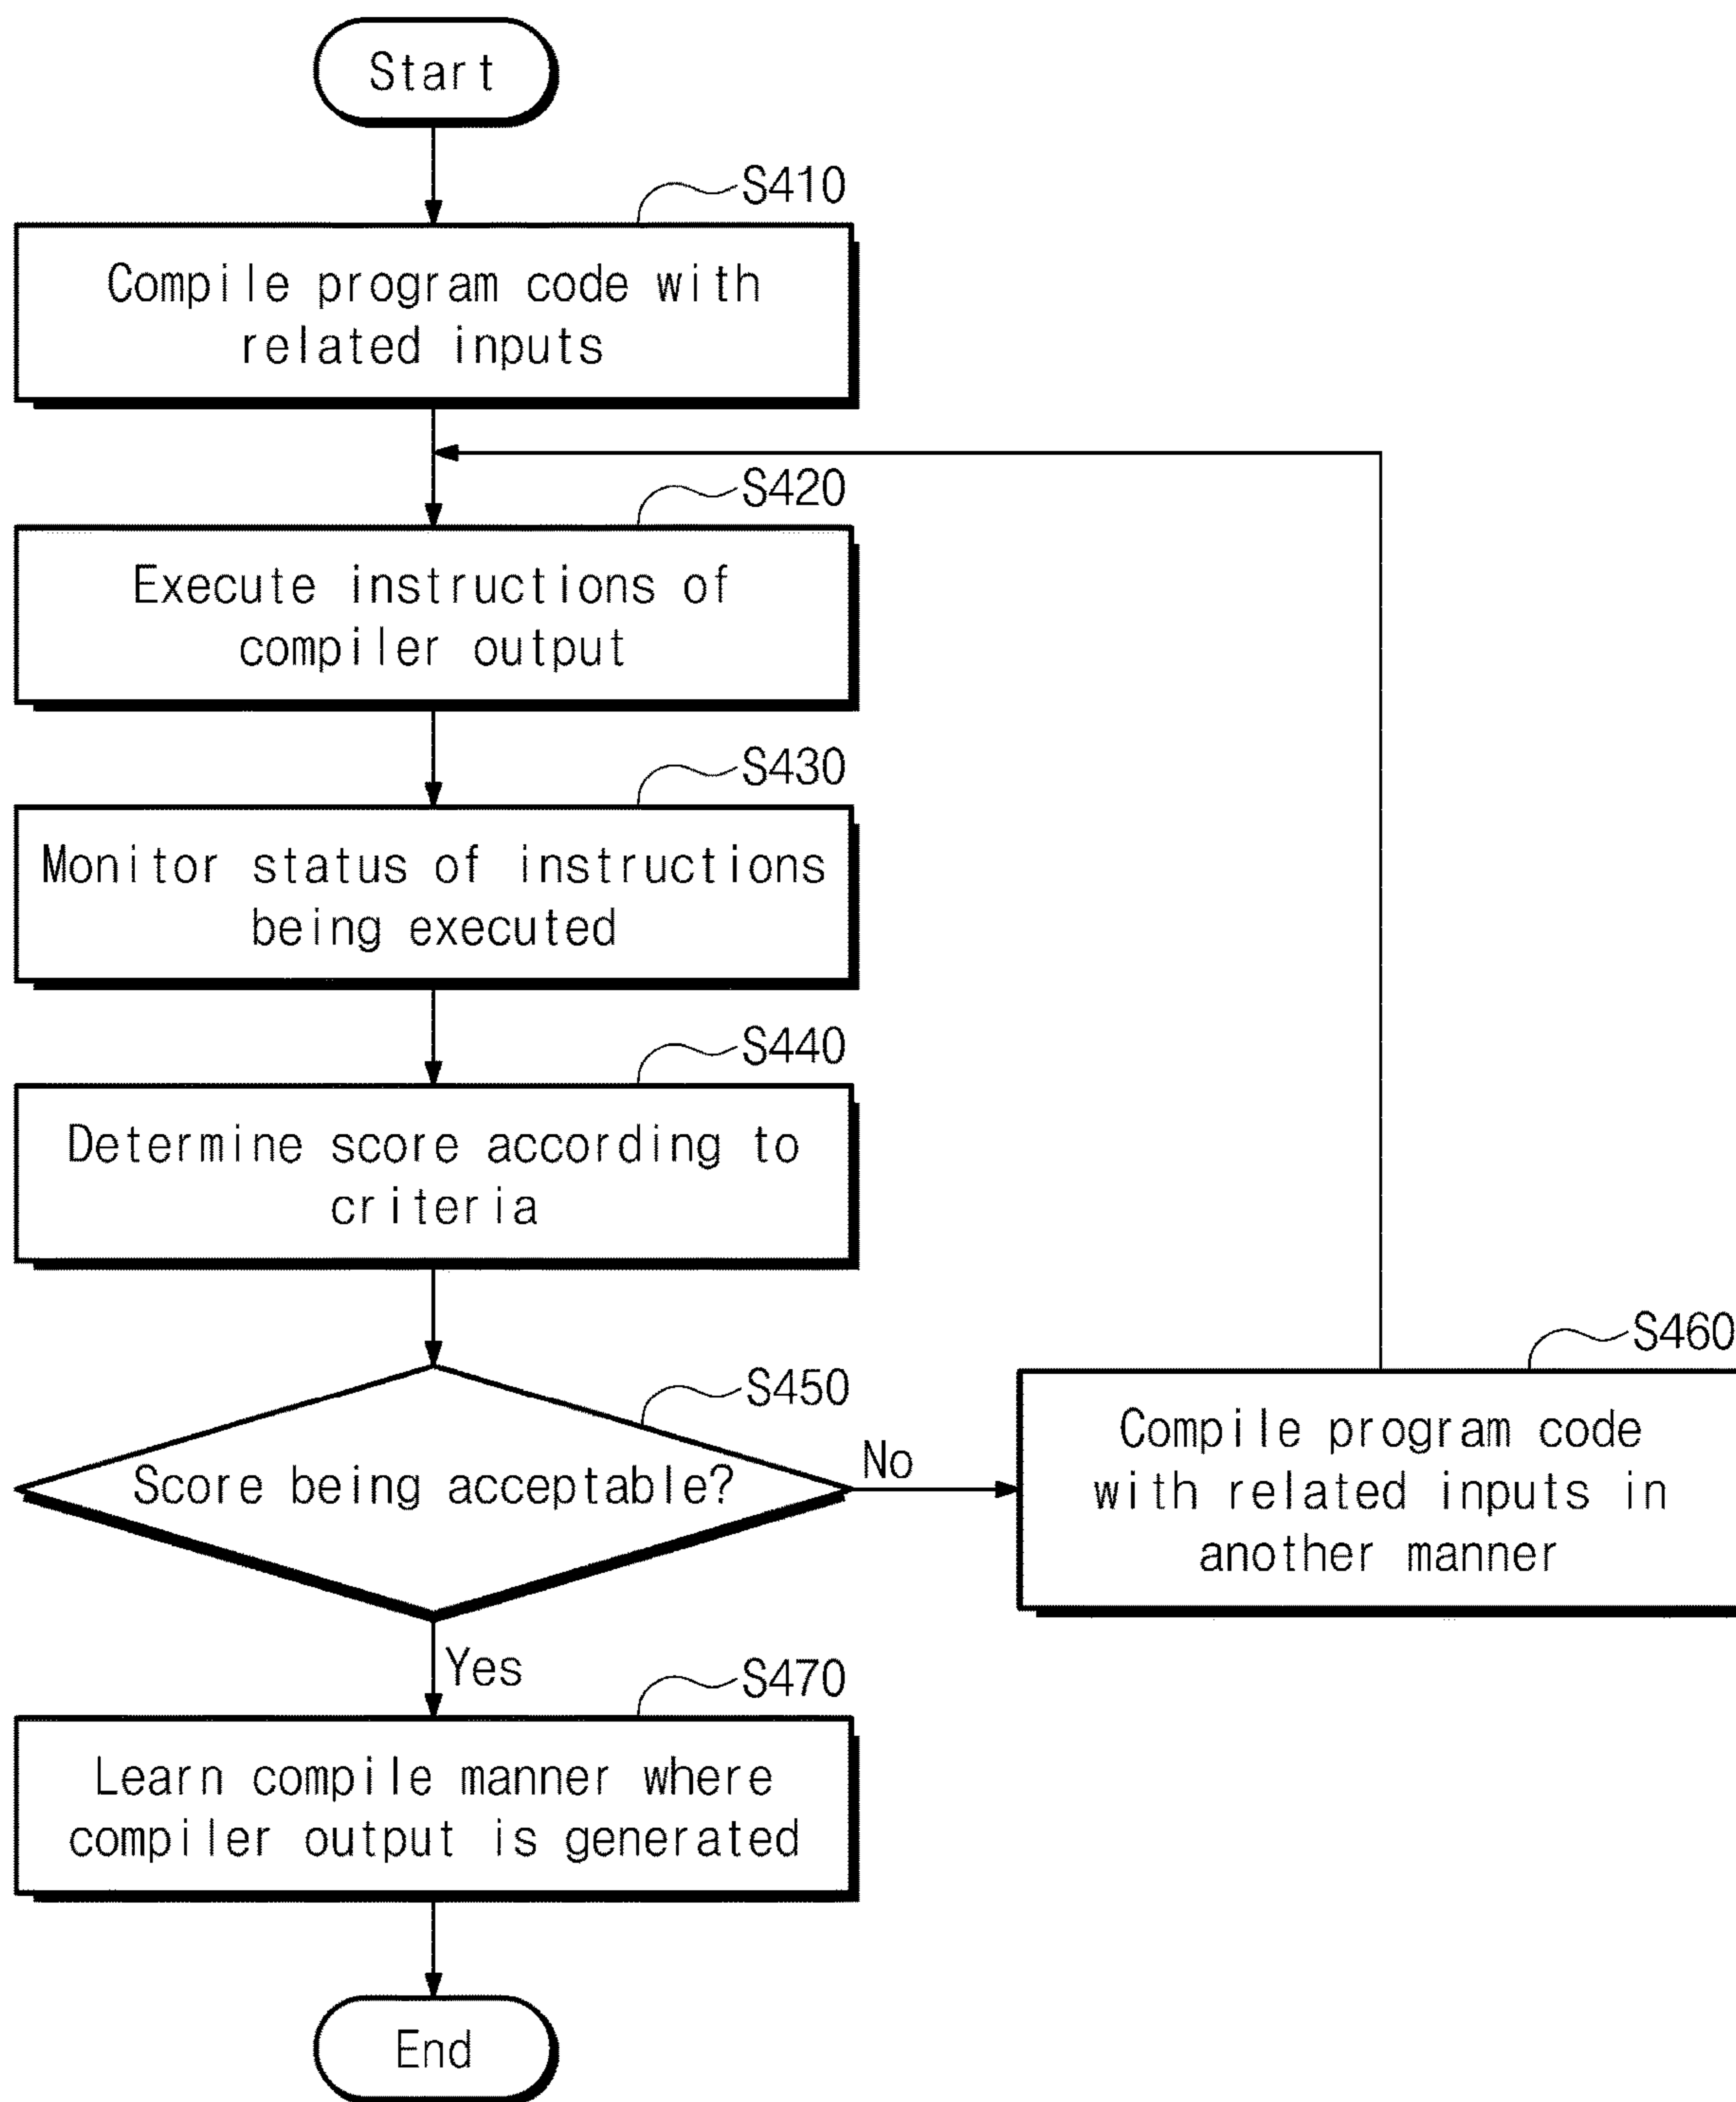 Start
S410
Compile program code with
related inputs
S420
Execute instructions of
compiler output
S430
Monitor status of instructions
being executed
S440
Determine score according to
criteria
S450
Score being acceptable?
No
S460
Compile program code
with related inputs in
another manner
Yes
S470
Learn compile manner where
compiler output is generated
End